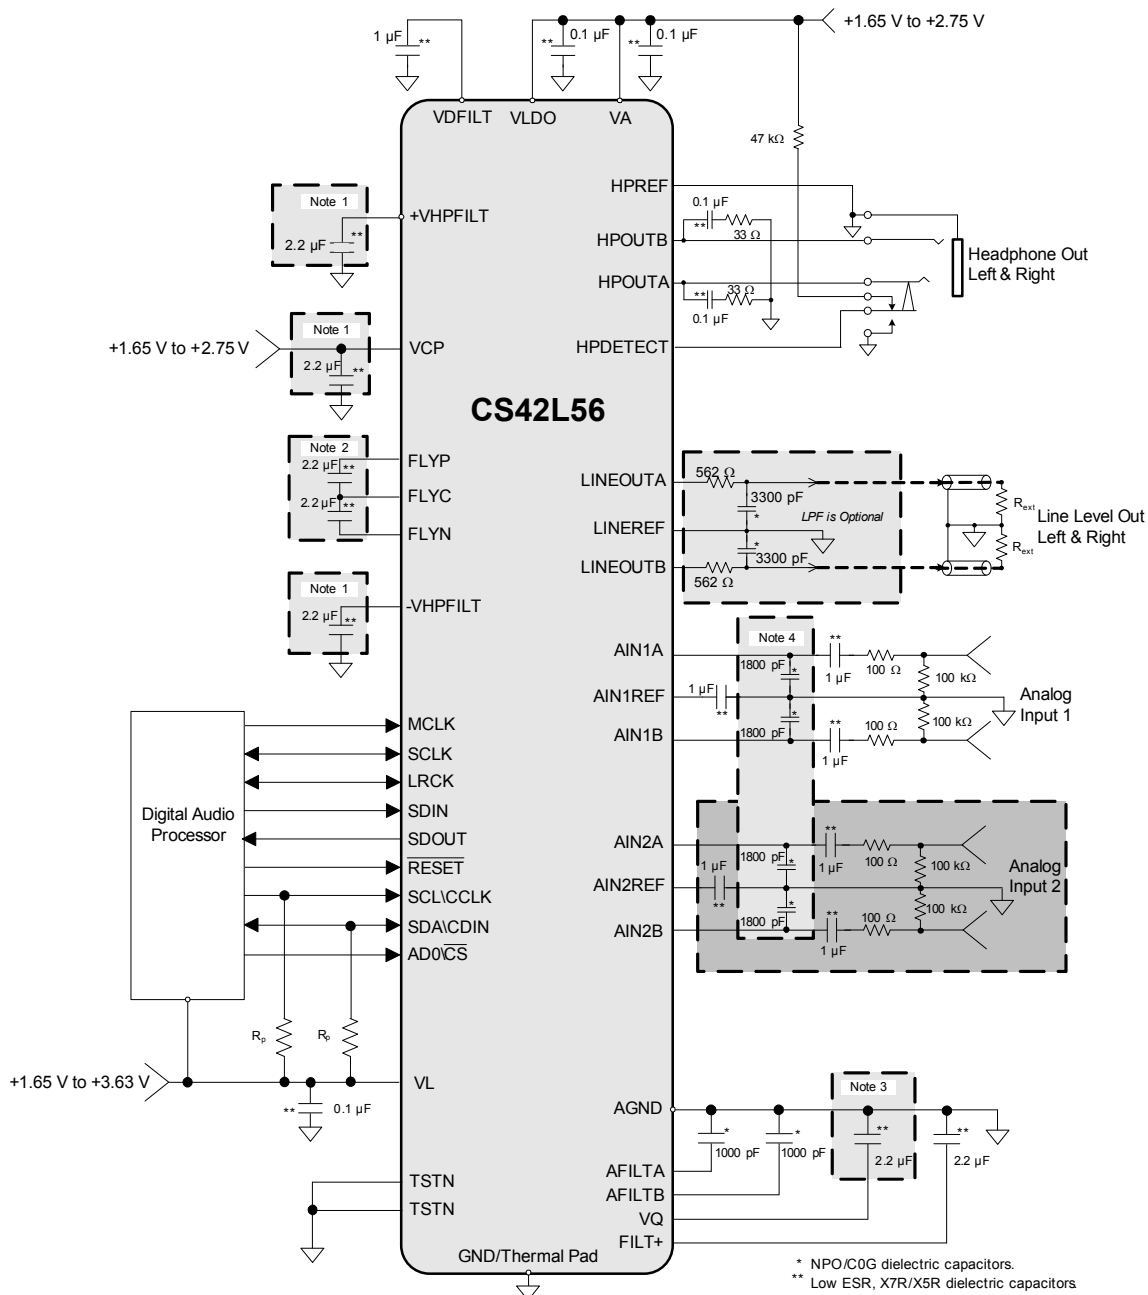 +1.65 V to +2.75 V
1 µF
**
0.1 µF
**
0.1 µF
**
VDFILT
VLDO
VA
47 kΩ
Note 1
+VHPFILT
2.2 µF
**
HPREF
0.1 µF
**
33 Ω
HPOUTB
HPOUTA
33 Ω
**
0.1 µF
Headphone Out
Left & Right
+1.65 V to +2.75 V
Note 1
VCP
2.2 µF
**
HPDETECT
CS42L56
Note 2
FLYP
2.2 µF
**
FLYC
2.2 µF
**
FLYN
LINEOUTA
562 Ω
3300 pF
*
LPF is Optional
LINEREF
*
3300 pF
LINEOUTB
562 Ω
Rext
Rext
Line Level Out
Left & Right
Note 1
-VHPFILT
2.2 µF
**
Note 4
AIN1A
1800 pF
*
**
1 µF
100 Ω
100 kΩ
AIN1REF
1 µF
**
Analog
Input 1
AIN1B
1800 pF
*
**
1 µF
100 Ω
100 kΩ
Digital Audio
Processor
MCLK
SCLK
LRCK
SDIN
SDOUT
RESET
SCL\CCLK
SDA\CDIN
AD0\CS
AIN2A
1800 pF
*
**
1 µF
100 Ω
100 kΩ
AIN2REF
1 µF
**
Analog
Input 2
AIN2B
1800 pF
*
**
1 µF
100 Ω
100 kΩ
Rp
Rp
+1.65 V to +3.63 V
VL
**
0.1 µF
Note 3
AGND
*
1000 pF
*
1000 pF
**
2.2 µF
**
2.2 µF
AFILTA
AFILTB
VQ
FILT+
TSTN
TSTN
GND/Thermal Pad
* NPO/C0G dielectric capacitors.
** Low ESR, X7R/X5R dielectric capacitors.